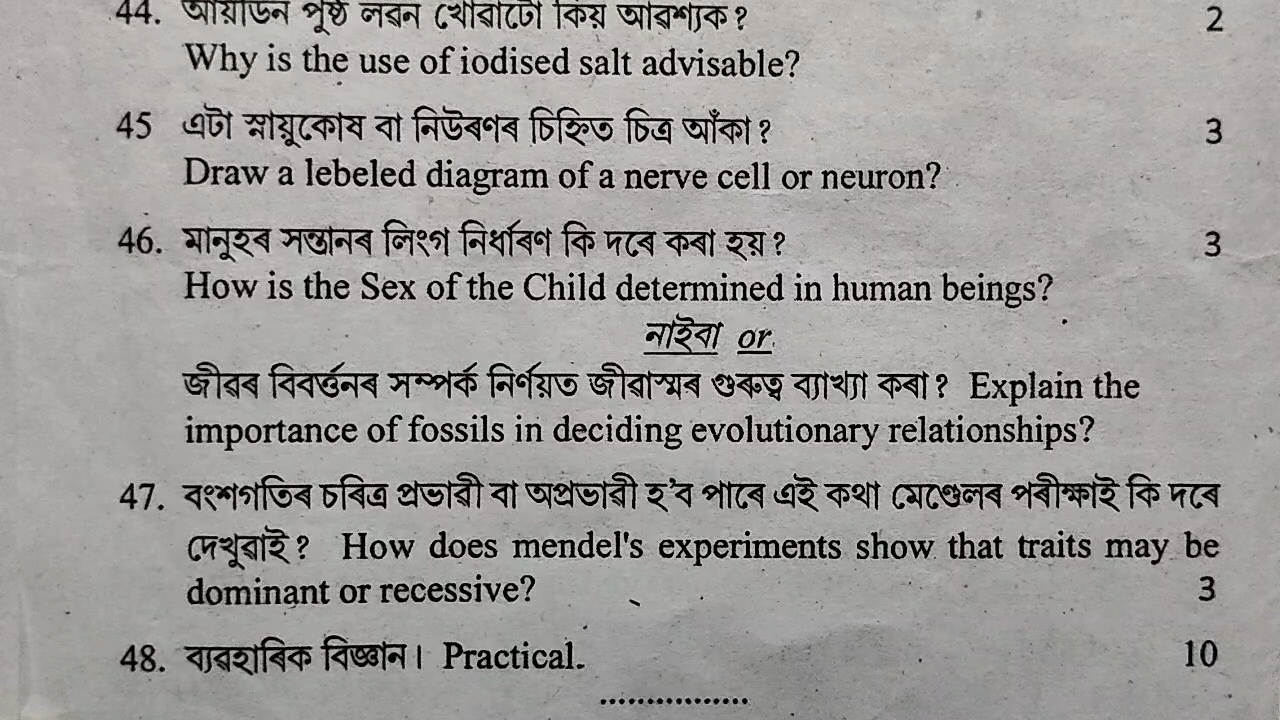 44. আয়াডিন পুষ্ঠ লৱন খোৱাটো কিয় আৱশ্যক? 2
Why is the use of iodised salt advisable?
45 এটা স্নায়ুকোষ বা নিউৰণৰ চিহ্নিত চিত্ৰ আঁকা? 3
Draw a lebeled diagram of a nerve cell or neuron?
46. মানুহৰ সন্তানৰ লিংগ নিৰ্ধাৰণ কি দৰে কৰা হয়? 3
How is the Sex of the Child determined in human beings?
নাইবা or
জীৱৰ বিবৰ্ত্তনৰ সম্পৰ্ক নিৰ্ণয়ত জীৱাস্মৰ গুৰুত্ব ব্যাখ্যা কৰা? Explain the
importance of fossils in deciding evolutionary relationships?
47. বংশগতিৰ চৰিত্ৰ প্ৰভাৱী বা অপ্ৰভাৱী হ'ব পাৰে এই কথা মেণ্ডেলৰ পৰীক্ষাই কি দৰে
দেখুৱাই? How does mendel's experiments show that traits may be
dominant or recessive? 3
48. ব্যৱহাৰিক বিজ্ঞান। Practical. 10
................